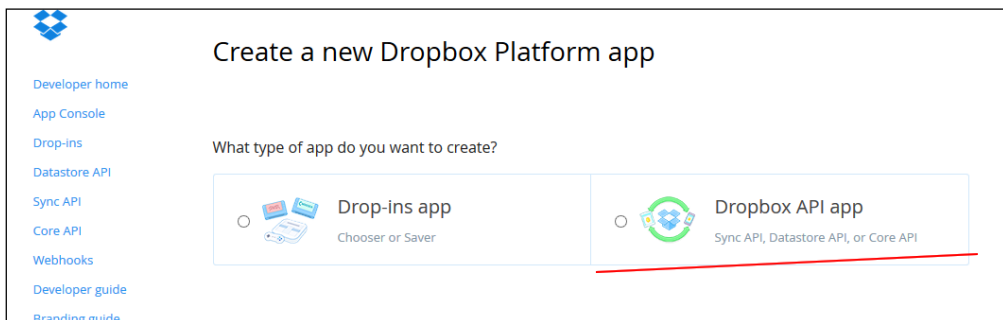 Create a new Dropbox Platform app
Developer home
App Console
Drop-ins
Datastore API
Sync API
Core API
Webhooks
Developer guide
Branding guide
What type of app do you want to create?
Drop-ins app
Chooser or Saver
Dropbox API app
Sync API, Datastore API, or Core API